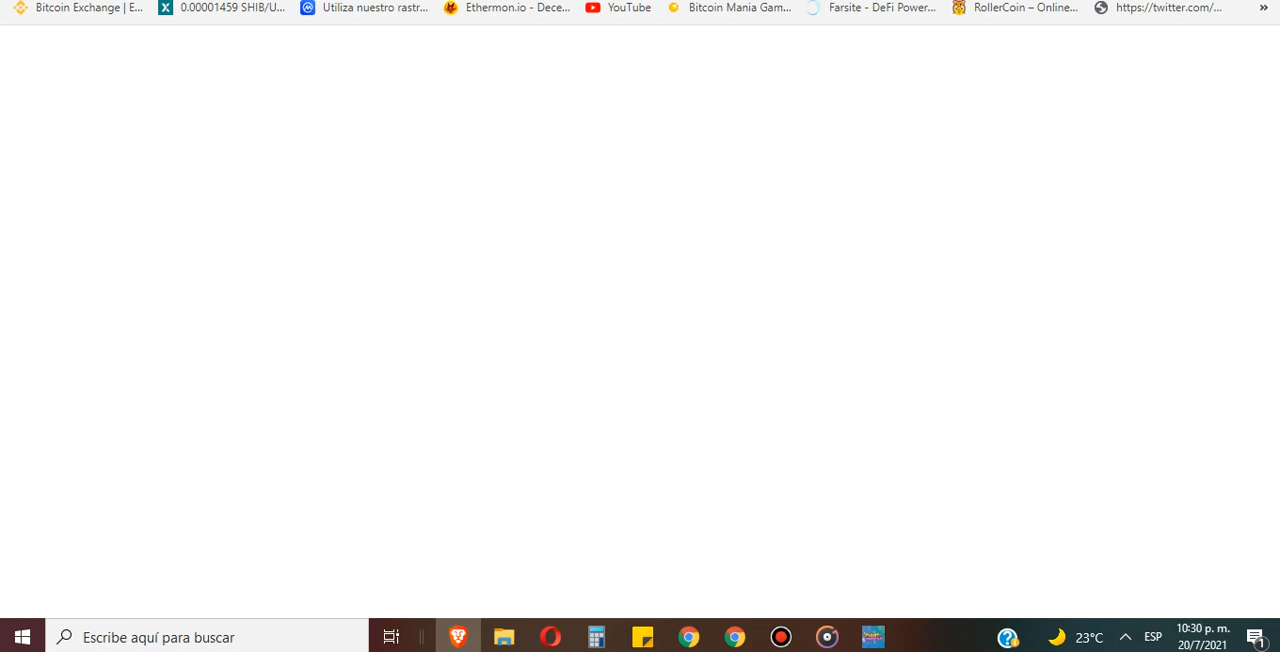 Bitcoin Exchange | E... 0.00001459 SHIB/U... Utiliza nuestro rastr... Ethermon.io - Dece... YouTube Bitcoin Mania Gam... Farsite - DeFi Power... RollerCoin – Online... https://twitter.com/... »
Escribe aquí para buscar 23°C ESP 10:30 p. m.
20/7/2021 1